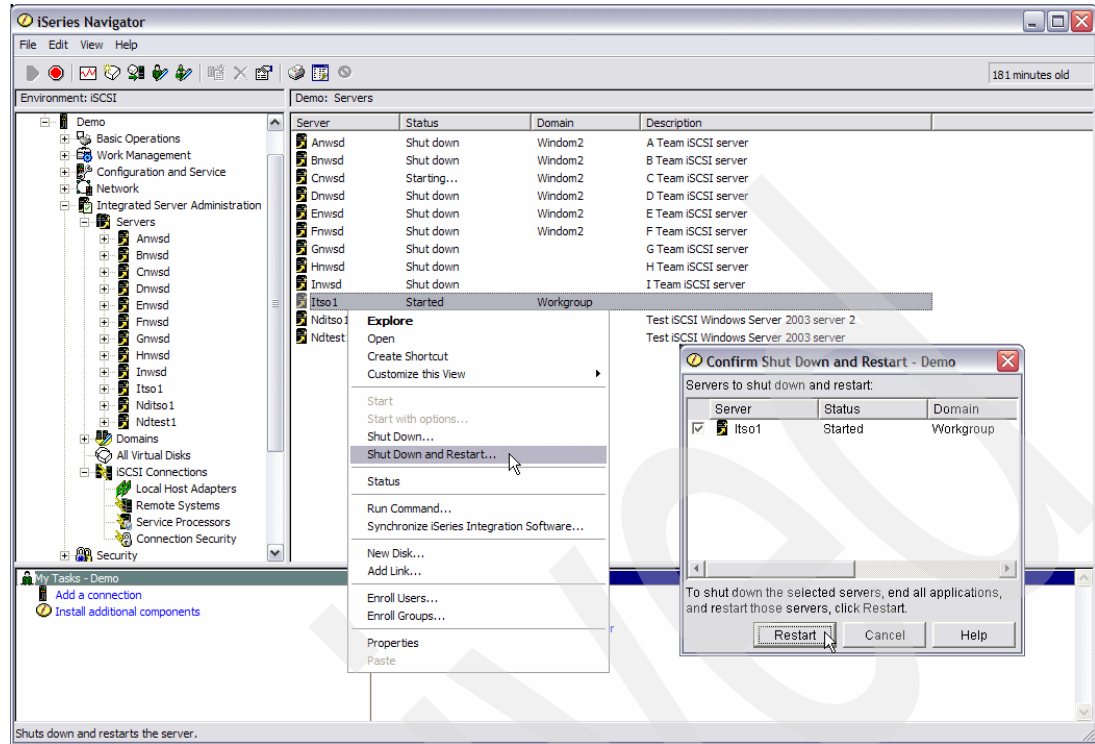 iSeries Navigator
File Edit View Help
181 minutes old
Environment: iSCSI
Demo: Servers
Demo
Basic Operations
Work Management
Configuration and Service
Network
Integrated Server Administration
Servers
Anwsd
Bnwsd
Cnwsd
Dnwsd
Enwsd
Fnwsd
Gnwsd
Hnwsd
Inwsd
Itso1
Nditso1
Ndtest1
Domains
All Virtual Disks
iSCSI Connections
Local Host Adapters
Remote Systems
Service Processors
Connection Security
Security
Server Status Domain Description
Anwsd Shut down Windom2 A Team iSCSI server
Bnwsd Shut down Windom2 B Team iSCSI server
Cnwsd Starting... Windom2 C Team iSCSI server
Dnwsd Shut down Windom2 D Team iSCSI server
Enwsd Shut down Windom2 E Team iSCSI server
Fnwsd Shut down Windom2 F Team iSCSI server
Gnwsd Shut down G Team iSCSI server
Hnwsd Shut down H Team iSCSI server
Inwsd Shut down I Team iSCSI server
Itso1 Started Workgroup
Nditso1 Test iSCSI Windows Server 2003 server 2
Ndtest Test iSCSI Windows Server 2003 server
Explore
Open
Create Shortcut
Customize this View
Start
Start with options...
Shut Down...
Shut Down and Restart...
Status
Run Command...
Synchronize iSeries Integration Software...
New Disk...
Add Link...
Enroll Users...
Enroll Groups...
Properties
Paste
Confirm Shut Down and Restart - Demo
Servers to shut down and restart:
Server Status Domain
Itso1 Started Workgroup
To shut down the selected servers, end all applications,
and restart those servers, click Restart.
Restart Cancel Help
My Tasks - Demo
Add a connection
Install additional components
r
Shuts down and restarts the server.